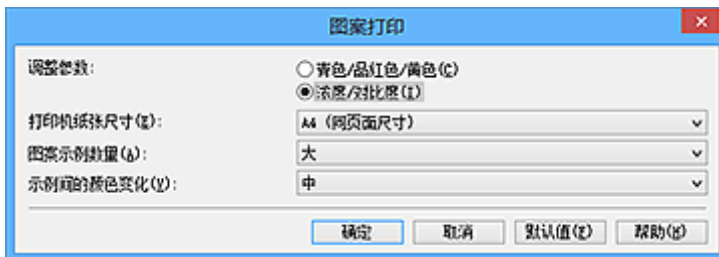 图案打印
调整参数:
青色/品红色/黄色(C)
浓度/对比度(I)
打印机纸张尺寸(E): A4 (同页面尺寸)
图案示例数量(A): 大
示例间的颜色变化(V): 中
确定 取消 默认值(F) 帮助(H)